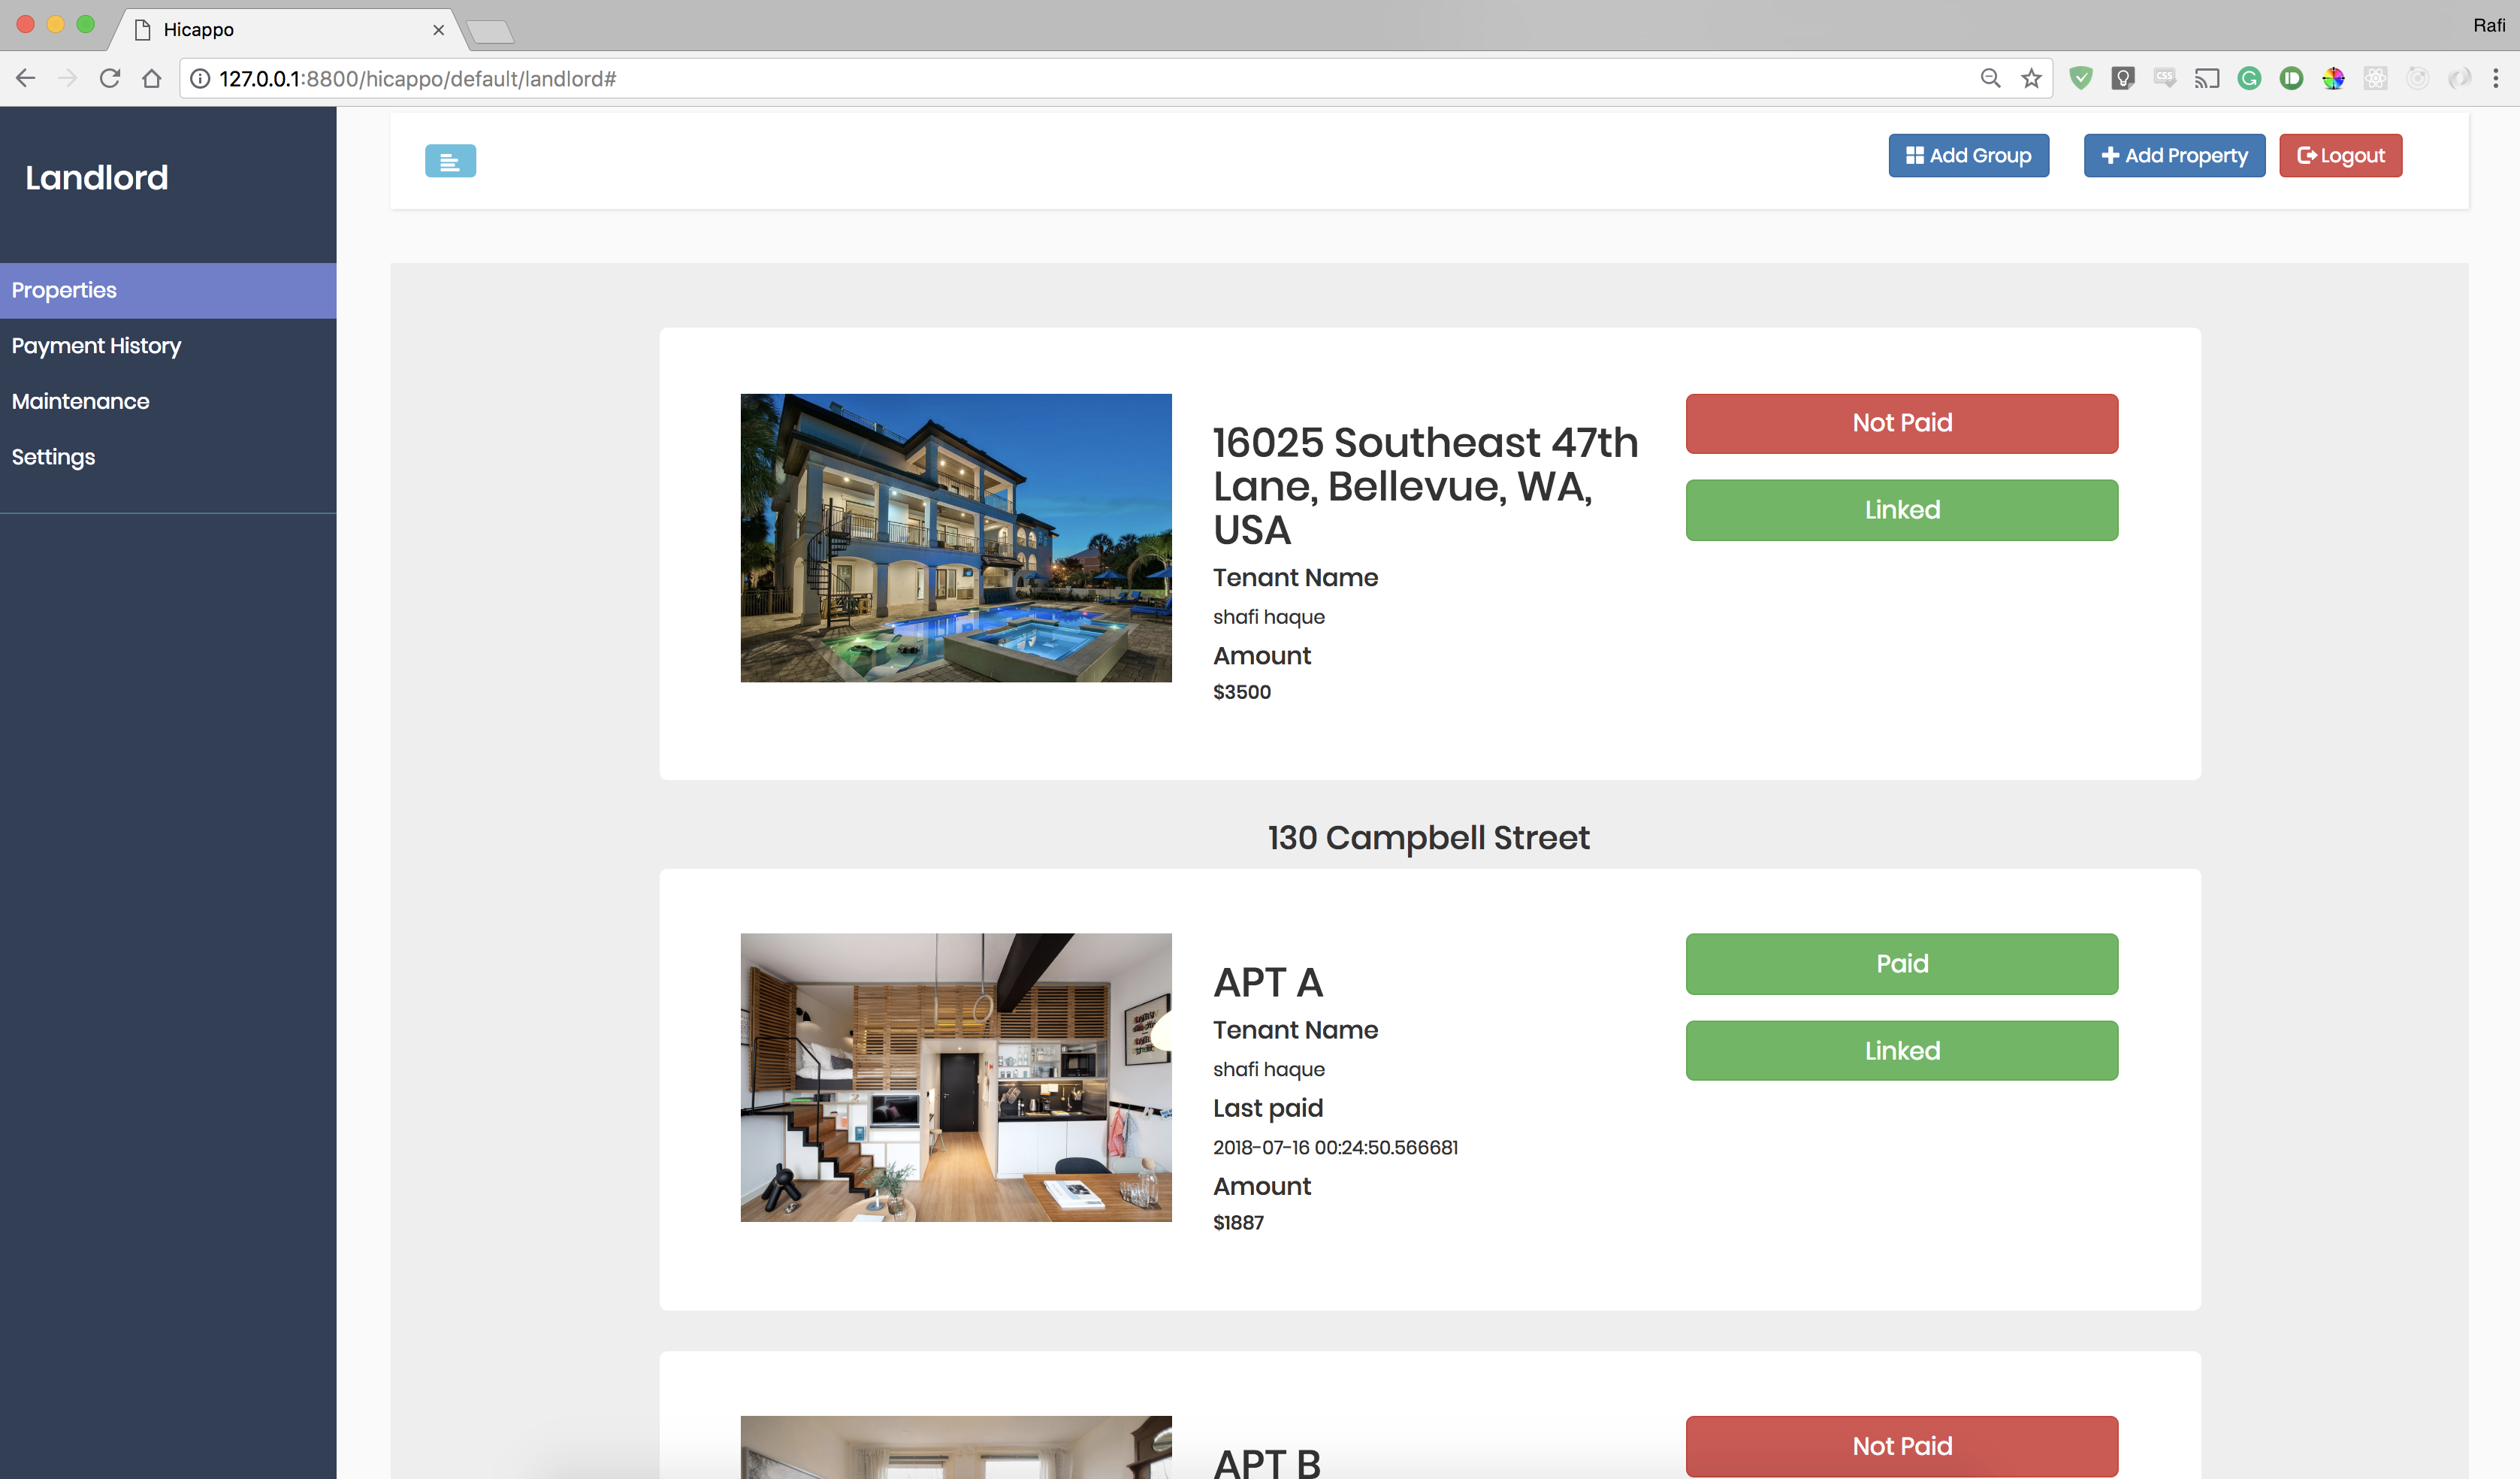 Hicappo
Rafi
127.0.0.1:8800/hicappo/default/landlord#
CSS
Landlord
Add Group
Add Property
Logout
Properties
Payment History
Maintenance
Settings
16025 Southeast 47th
Lane, Bellevue, WA,
USA
Tenant Name
shafi haque
Amount
$3500
Not Paid
Linked
130 Campbell Street
APT A
Tenant Name
shafi haque
Last paid
2018-07-16 00:24:50.566681
Amount
$1887
Paid
Linked
APT B
Not Paid